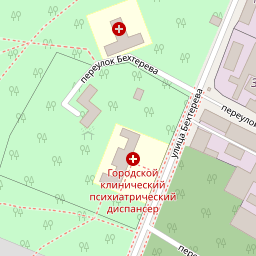 переулок Бехтерева
улица Бехтерева
переулок
Городской
клинический
психиатрический
диспансер